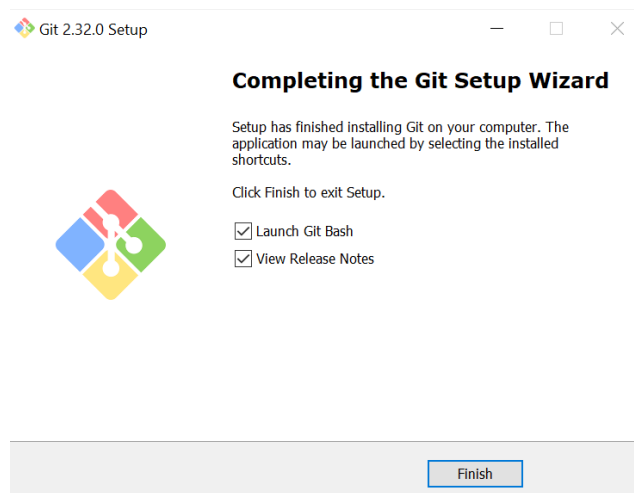 Git 2.32.0 Setup
Completing the Git Setup Wizard
Setup has finished installing Git on your computer. The
application may be launched by selecting the installed
shortcuts.
Click Finish to exit Setup.
Launch Git Bash
View Release Notes
Finish